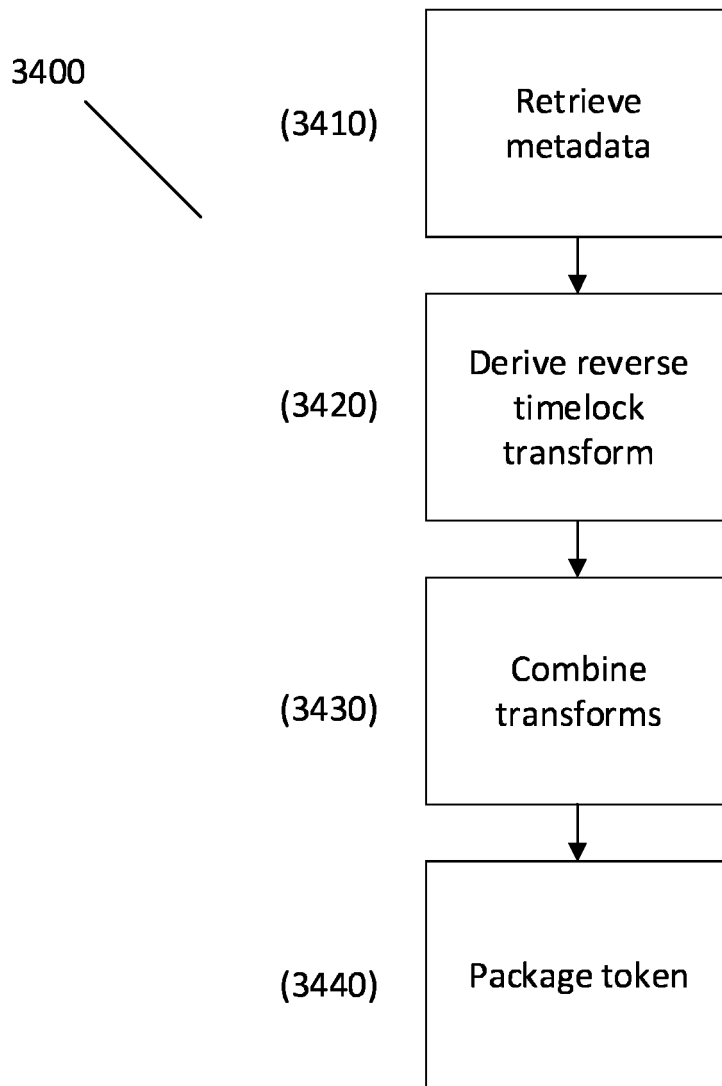 3400
(3410)
Retrieve
metadata
(3420)
Derive reverse
timelock
transform
(3430)
Combine
transforms
(3440)
Package token